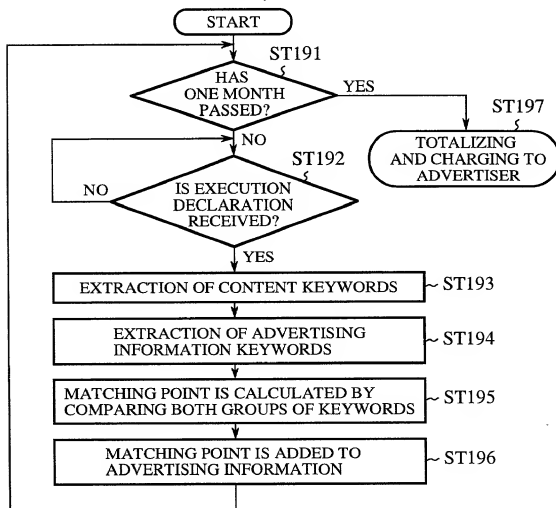 START
ST191
HAS
ONE MONTH
PASSED?
YES
ST197
TOTALIZING
AND CHARGING TO
ADVERTISER
NO
ST192
NO
IS EXECUTION
DECLARATION
RECEIVED?
YES
EXTRACTION OF CONTENT KEYWORDS
ST193
EXTRACTION OF ADVERTISING
INFORMATION KEYWORDS
ST194
MATCHING POINT IS CALCULATED BY
COMPARING BOTH GROUPS OF KEYWORDS
ST195
MATCHING POINT IS ADDED TO
ADVERTISING INFORMATION
ST196